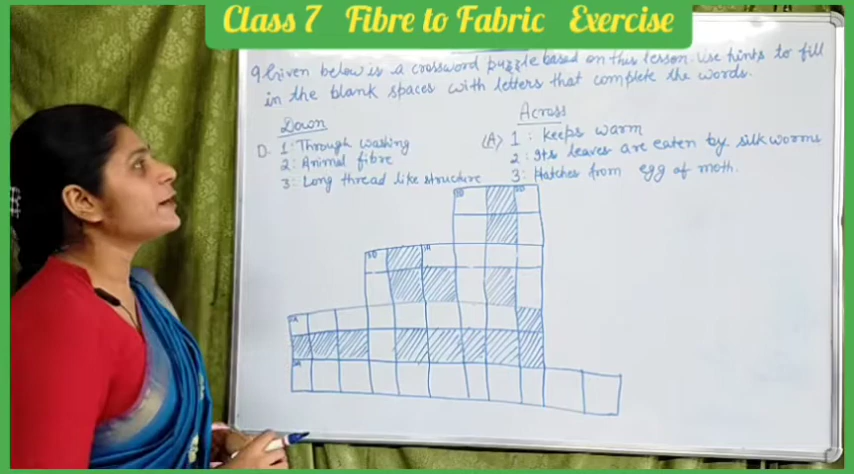 Class 7 Fibre to Fabric Exercise
9 Given below is a crossword puzzle based on this lesson. Use hints to fill
in the blank spaces with letters that complete the words.
Down
D. 1: Through washing
2: Animal fibre
3: Long thread like structure
Across
(A) 1: Keeps warm
2: Its leaves are eaten by silk worms
3: Hatches from egg of moth.